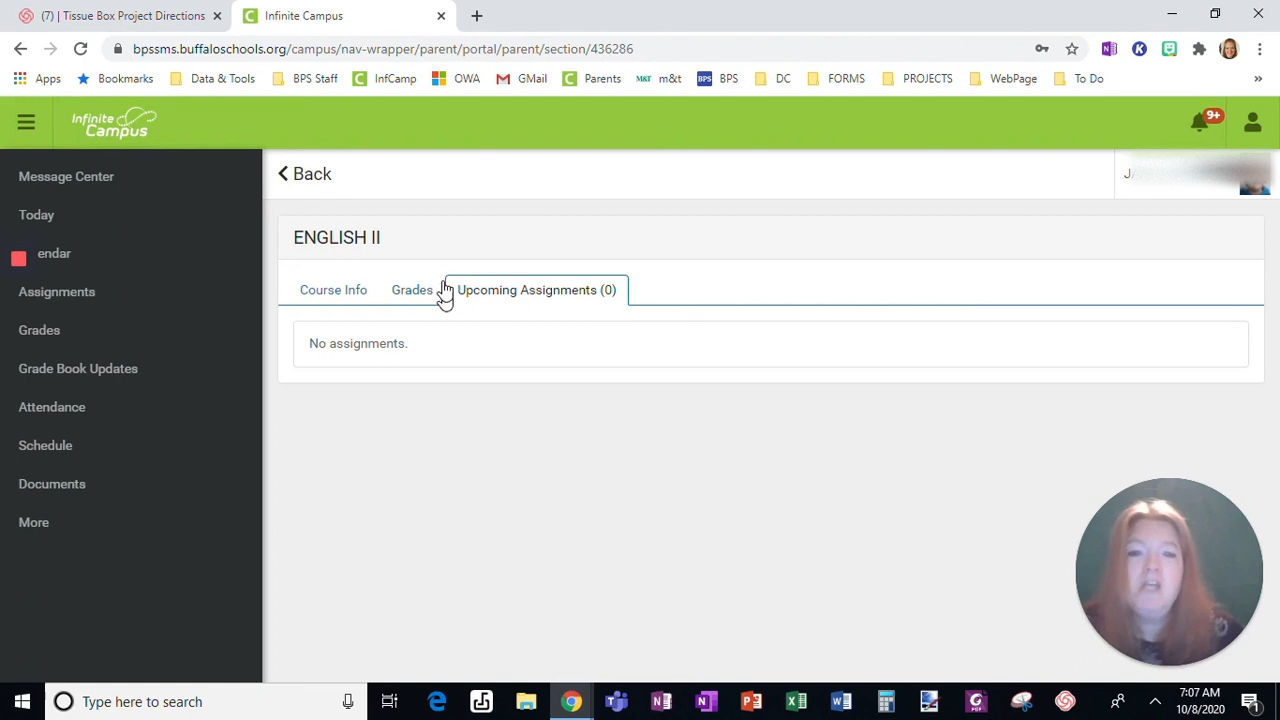 (7) | Tissue Box Project Directions
Infinite Campus
bpssms.buffaloschools.org/campus/nav-wrapper/parent/portal/parent/section/436286
Apps Bookmarks Data & Tools BPS Staff InfCamp OWA GMail Parents m&t BPS DC FORMS PROJECTS WebPage To Do »
Infinite Campus
9+
Message Center
Today
endar
Assignments
Grades
Grade Book Updates
Attendance
Schedule
Documents
More
Back
ENGLISH II
Course Info Grades Upcoming Assignments (0)
No assignments.
Type here to search
7:07 AM
10/8/2020